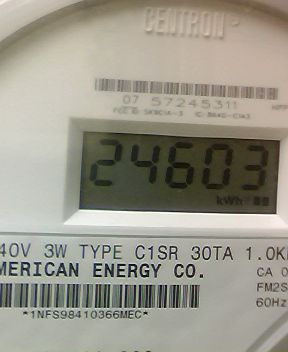 CENTRON
07 57245311
24603
kWh
40V 3W TYPE C1SR 30TA 1.0K
MERICAN ENERGY CO.
CA 0
FM2S
60Hz
*1NFS98410366MEC*